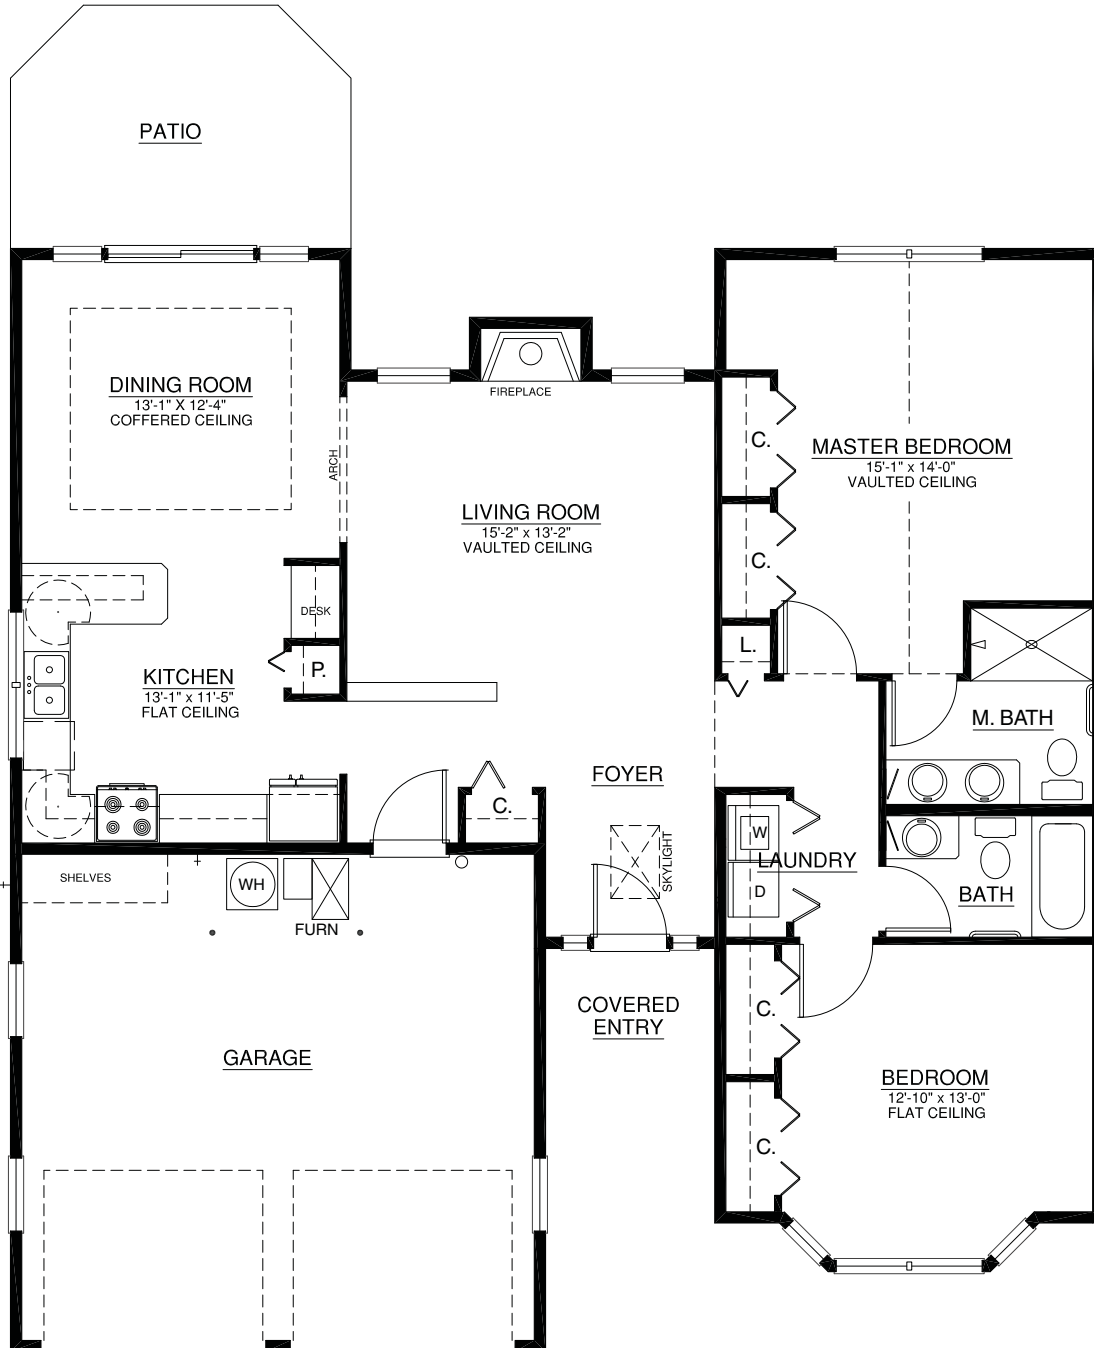 PATIO
DINING ROOM
13'-1" X 12'-4"
COFFERED CEILING
FIREPLACE
ARCH
LIVING ROOM
15'-2" x 13'-2"
VAULTED CEILING
C.
MASTER BEDROOM
15'-1" x 14'-0"
VAULTED CEILING
C.
DESK
P.
L.
KITCHEN
13'-1" x 11'-5"
FLAT CEILING
M. BATH
FOYER
C.
SKYLIGHT
W
LAUNDRY
D
BATH
SHELVES
WH
FURN
COVERED
ENTRY
C.
GARAGE
BEDROOM
12'-10" x 13'-0"
FLAT CEILING
C.